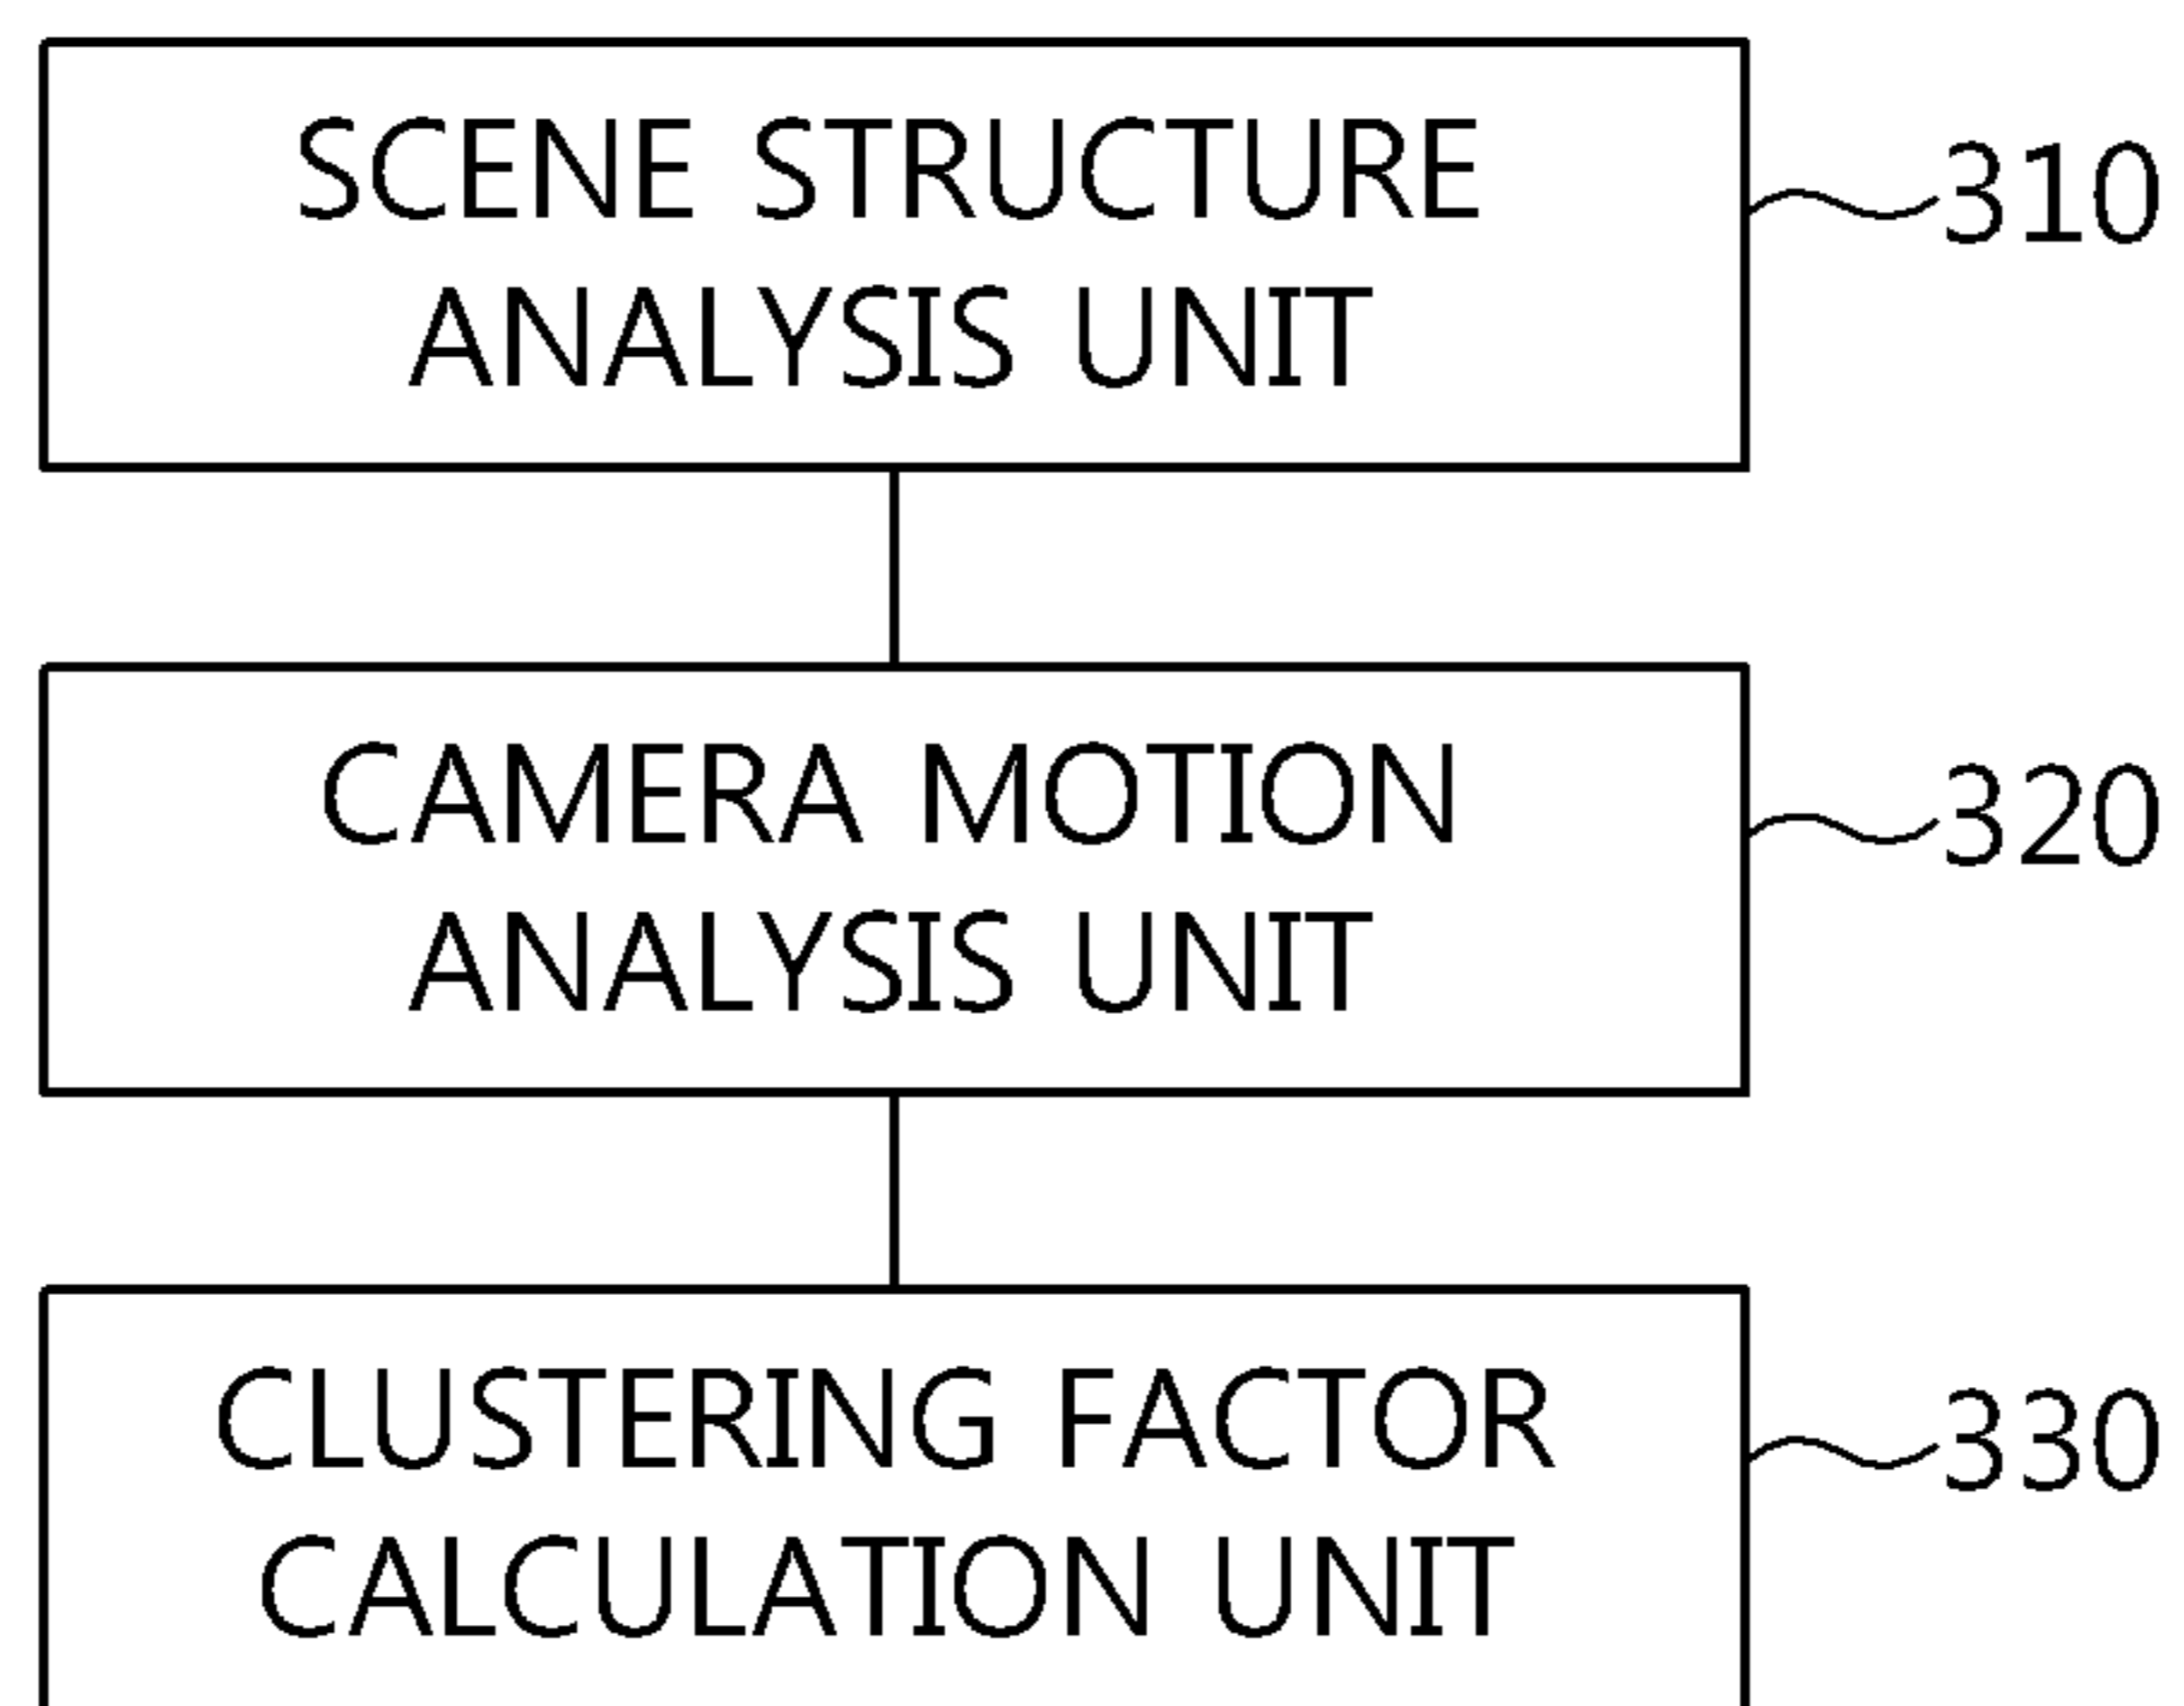 SCENE STRUCTURE
ANALYSIS UNIT
310
CAMERA MOTION
ANALYSIS UNIT
320
CLUSTERING FACTOR
CALCULATION UNIT
330